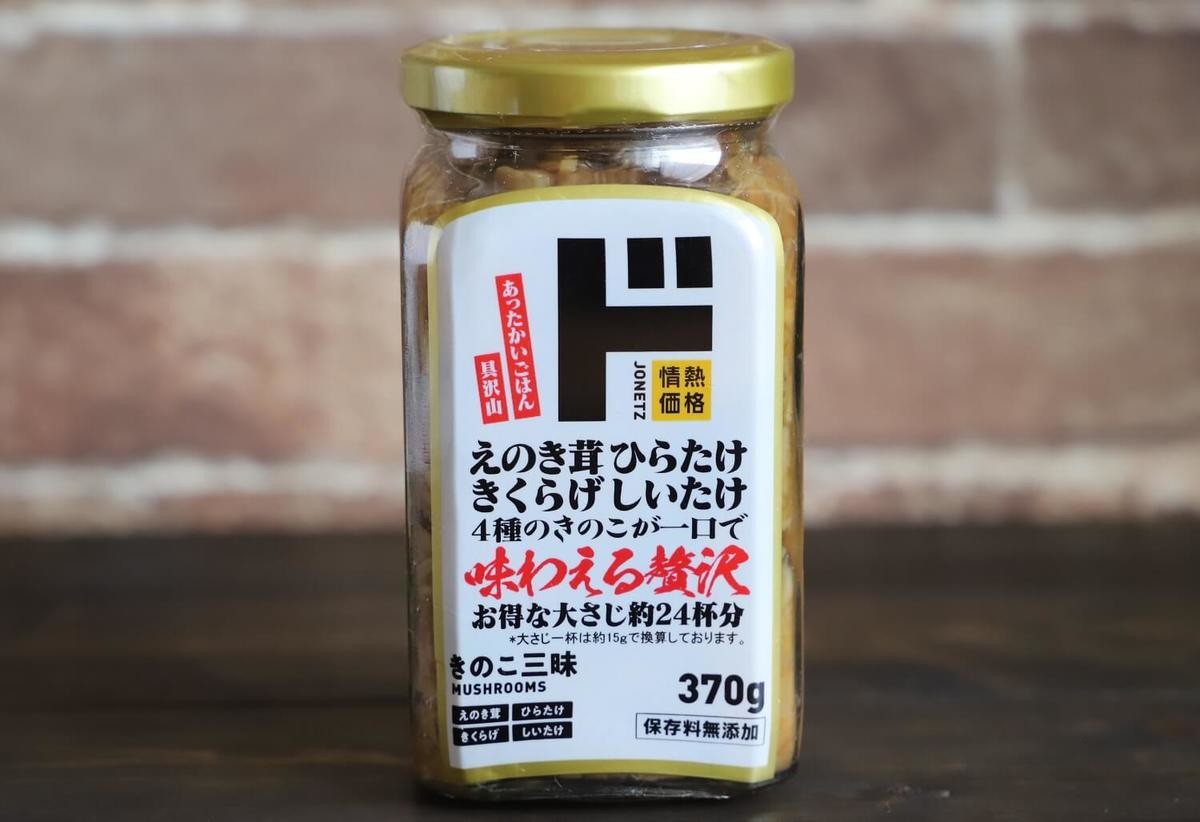 ド
JONETZ
情熱
価格
あったかいごはん
具沢山
えのき茸 ひらたけ
きくらげ しいたけ
4種のきのこが一口で
味わえる贅沢
お得な大さじ約24杯分
*大さじ一杯は約15gで換算しております。
きのこ三昧
MUSHROOMS
えのき茸 ひらたけ
きくらげ しいたけ
370g
保存料無添加